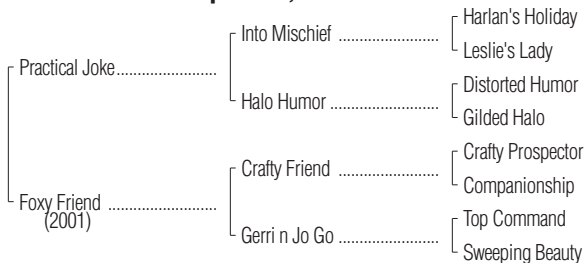 Harlan's Holiday
Into Mischief
Leslie's Lady
Practical Joke
Distorted Humor
Halo Humor
Gilded Halo
Crafty Prospector
Crafty Friend
Companionship
Foxy Friend
(2001)
Top Command
Gerri n Jo Go
Sweeping Beauty